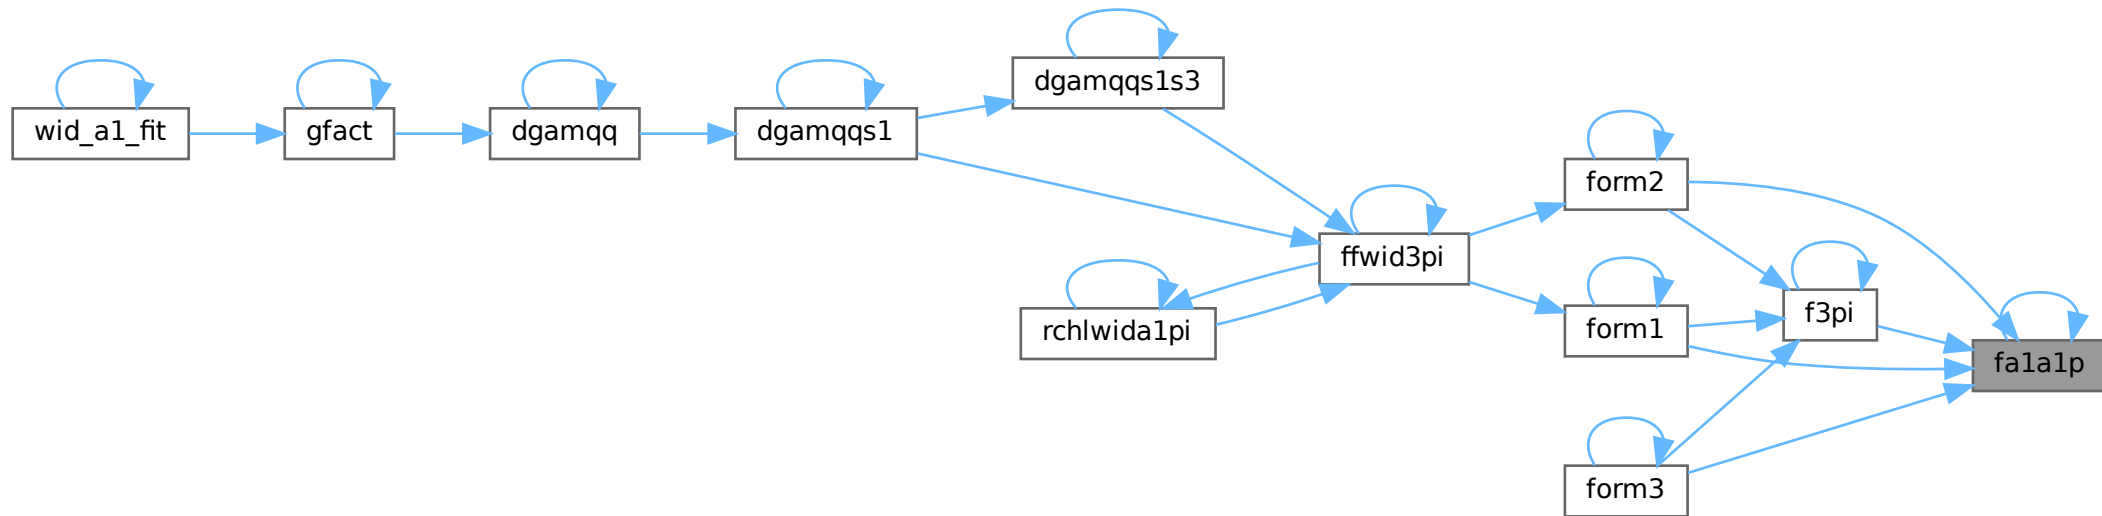 wid_a1_fit
gfact
dgamqq
dgamqqs1
dgamqqs1s3
rchlwida1pi
ffwid3pi
form2
form1
form3
f3pi
fa1a1p